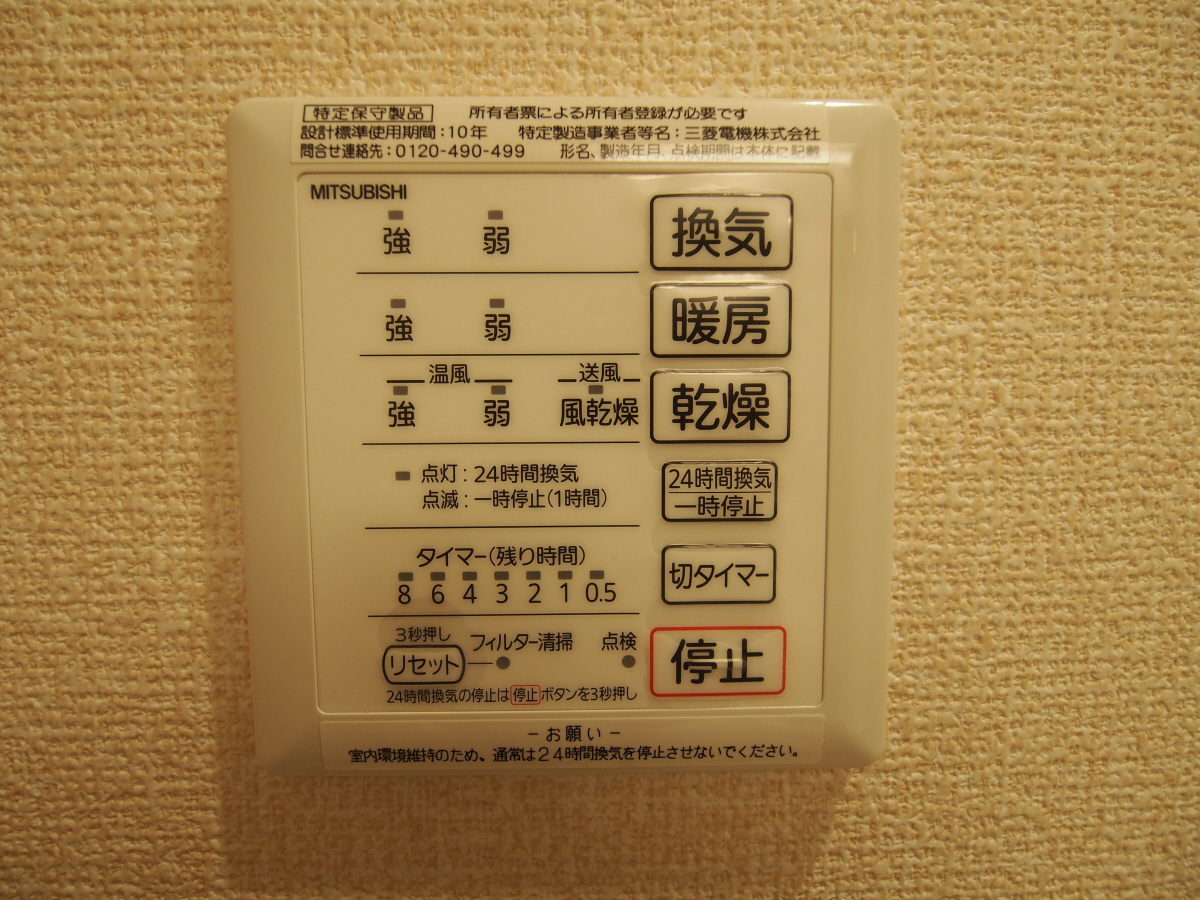 特定保守製品 所有者票による所有者登録が必要です
設計標準使用期間:10年 特定製造事業者等名:三菱電機株式会社
問合せ連絡先:0120-490-499 形名、製造年月、点検期間は本体に記載
MITSUBISHI
強 弱 換気
強 弱 暖房
温風 送風
強 弱 風乾燥 乾燥
点灯:24時間換気
点滅:一時停止(1時間)
24時間換気
一時停止
タイマー(残り時間)
8 6 4 3 2 1 0.5
切タイマー
3秒押し
リセット フィルター清掃 点検
停止
24時間換気の停止は停止ボタンを3秒押し
-お願い-
室内環境維持のため、通常は24時間換気を停止させないでください。